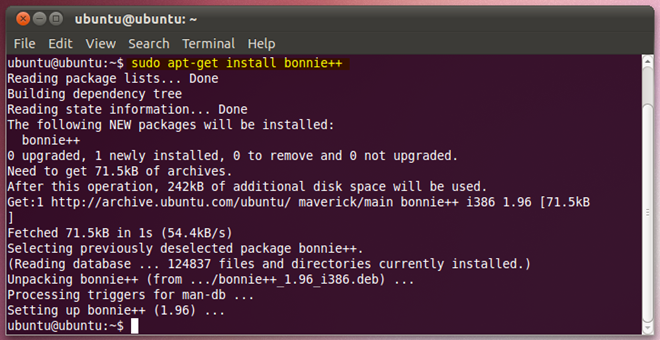 ubuntu@ubuntu: ~
File Edit View Search Terminal Help
ubuntu@ubuntu:~$ sudo apt-get install bonnie++
Reading package lists... Done
Building dependency tree
Reading state information... Done
The following NEW packages will be installed:
  bonnie++
0 upgraded, 1 newly installed, 0 to remove and 0 not upgraded.
Need to get 71.5kB of archives.
After this operation, 242kB of additional disk space will be used.
Get:1 http://archive.ubuntu.com/ubuntu/ maverick/main bonnie++ i386 1.96 [71.5kB
]
Fetched 71.5kB in 1s (54.4kB/s)
Selecting previously deselected package bonnie++.
(Reading database ... 124837 files and directories currently installed.)
Unpacking bonnie++ (from .../bonnie++_1.96_i386.deb) ...
Processing triggers for man-db ...
Setting up bonnie++ (1.96) ...
ubuntu@ubuntu:~$